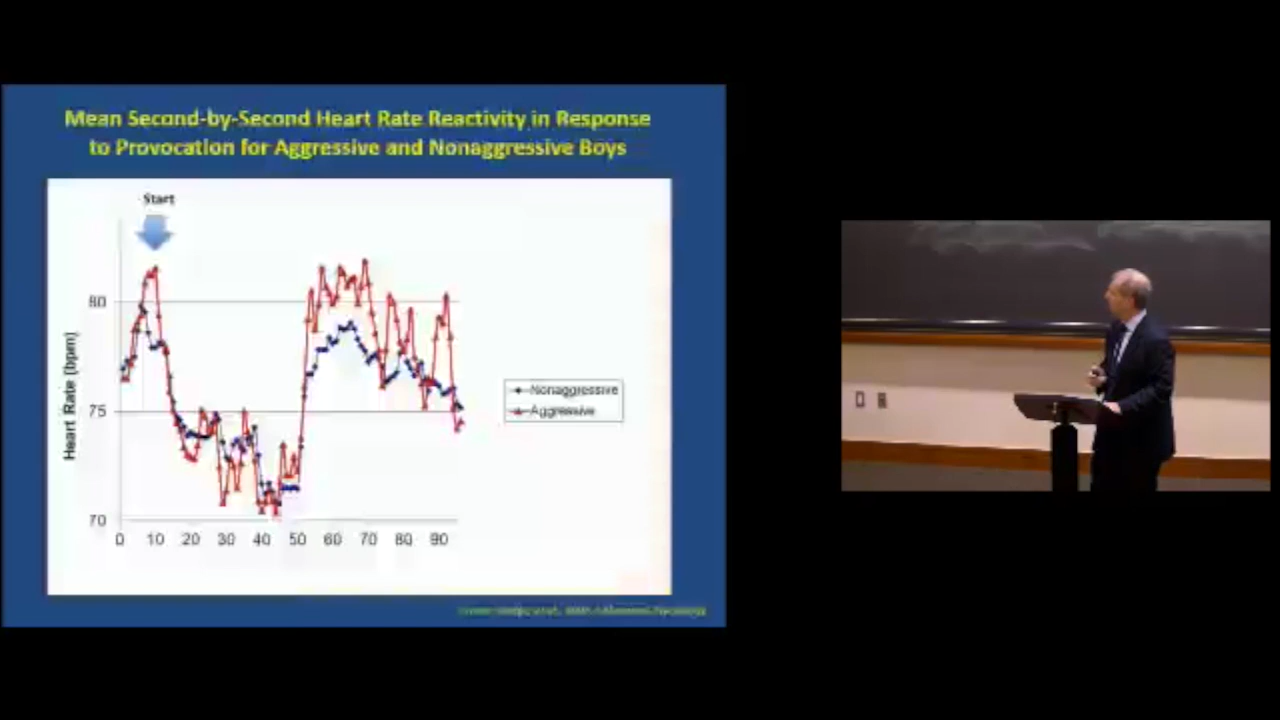 Mean Second-by-Second Heart Rate Reactivity in Response
to Provocation for Aggressive and Nonaggressive Boys
Start
80
75
70
Heart Rate (bpm)
0 10 20 30 40 50 60 70 80 90
Nonaggressive
Aggressive